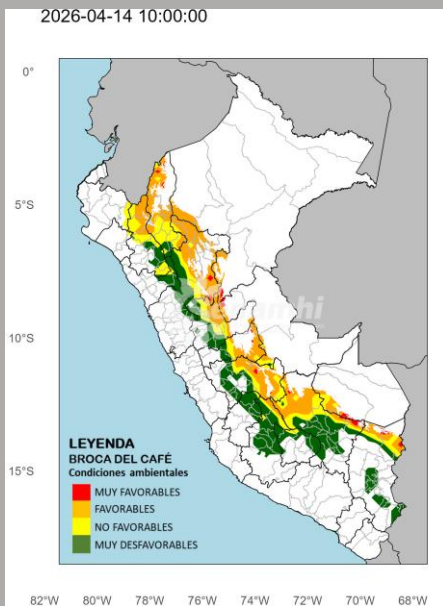 2026-04-14 10:00:00
0°
5°S
10°S
15°S
senamhi
LEYENDA
BROCA DEL CAFÉ
Condiciones ambientales
MUY FAVORABLES
FAVORABLES
NO FAVORABLES
MUY DESFAVORABLES
82°W 80°W 78°W 76°W 74°W 72°W 70°W 68°W